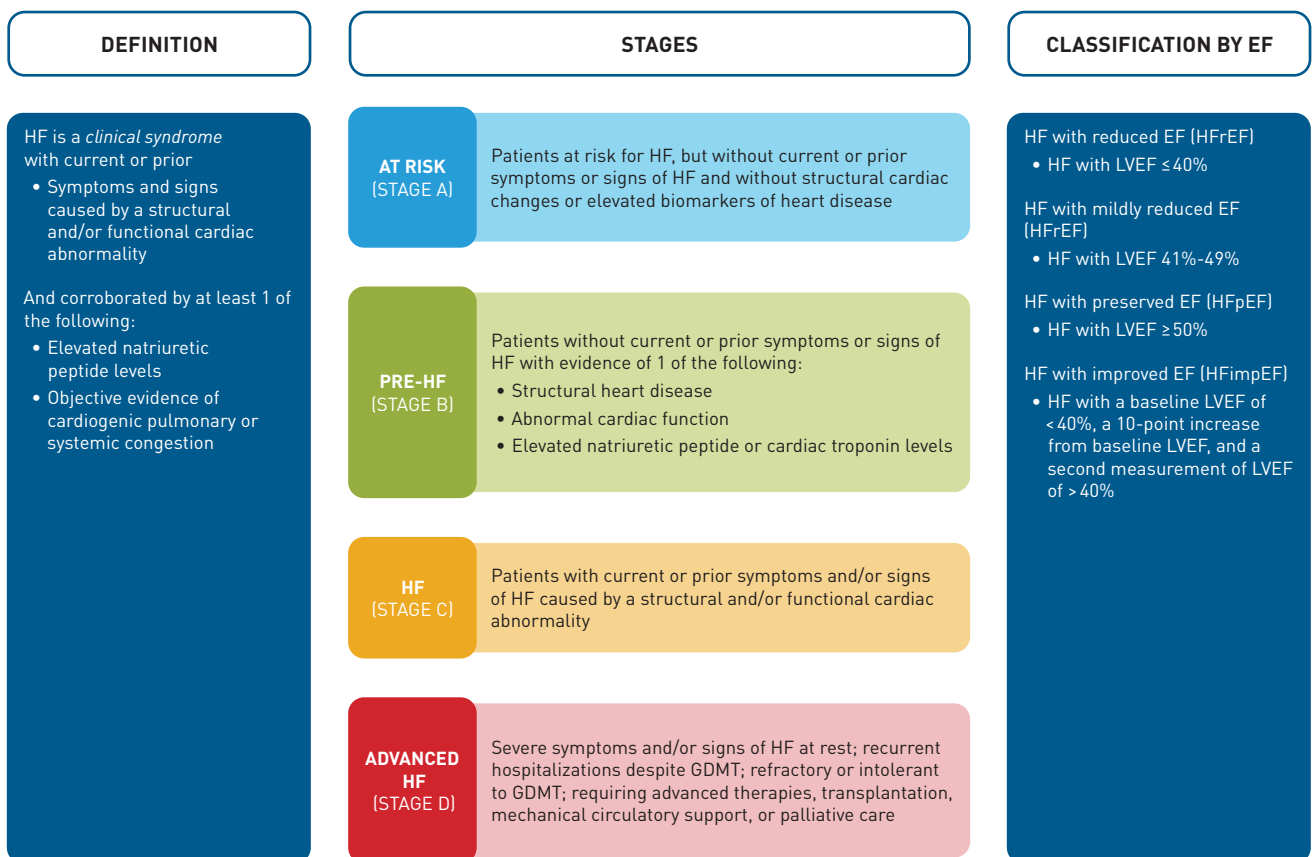 DEFINITION
HF is a clinical syndrome
with current or prior
• Symptoms and signs
caused by a structural
and/or functional cardiac
abnormality
And corroborated by at least 1 of
the following:
• Elevated natriuretic
peptide levels
• Objective evidence of
cardiogenic pulmonary or
systemic congestion
STAGES
AT RISK
(STAGE A)
Patients at risk for HF, but without current or prior
symptoms or signs of HF and without structural cardiac
changes or elevated biomarkers of heart disease
PRE-HF
(STAGE B)
Patients without current or prior symptoms or signs of
HF with evidence of 1 of the following:
• Structural heart disease
• Abnormal cardiac function
• Elevated natriuretic peptide or cardiac troponin levels
HF
(STAGE C)
Patients with current or prior symptoms and/or signs
of HF caused by a structural and/or functional cardiac
abnormality
ADVANCED
HF
(STAGE D)
Severe symptoms and/or signs of HF at rest; recurrent
hospitalizations despite GDMT; refractory or intolerant
to GDMT; requiring advanced therapies, transplantation,
mechanical circulatory support, or palliative care
CLASSIFICATION BY EF
HF with reduced EF (HFrEF)
• HF with LVEF ≤40%
HF with mildly reduced EF
(HFrEF)
• HF with LVEF 41%-49%
HF with preserved EF (HFpEF)
• HF with LVEF ≥50%
HF with improved EF (HFimpEF)
• HF with a baseline LVEF of
<40%, a 10-point increase
from baseline LVEF, and a
second measurement of LVEF
of >40%